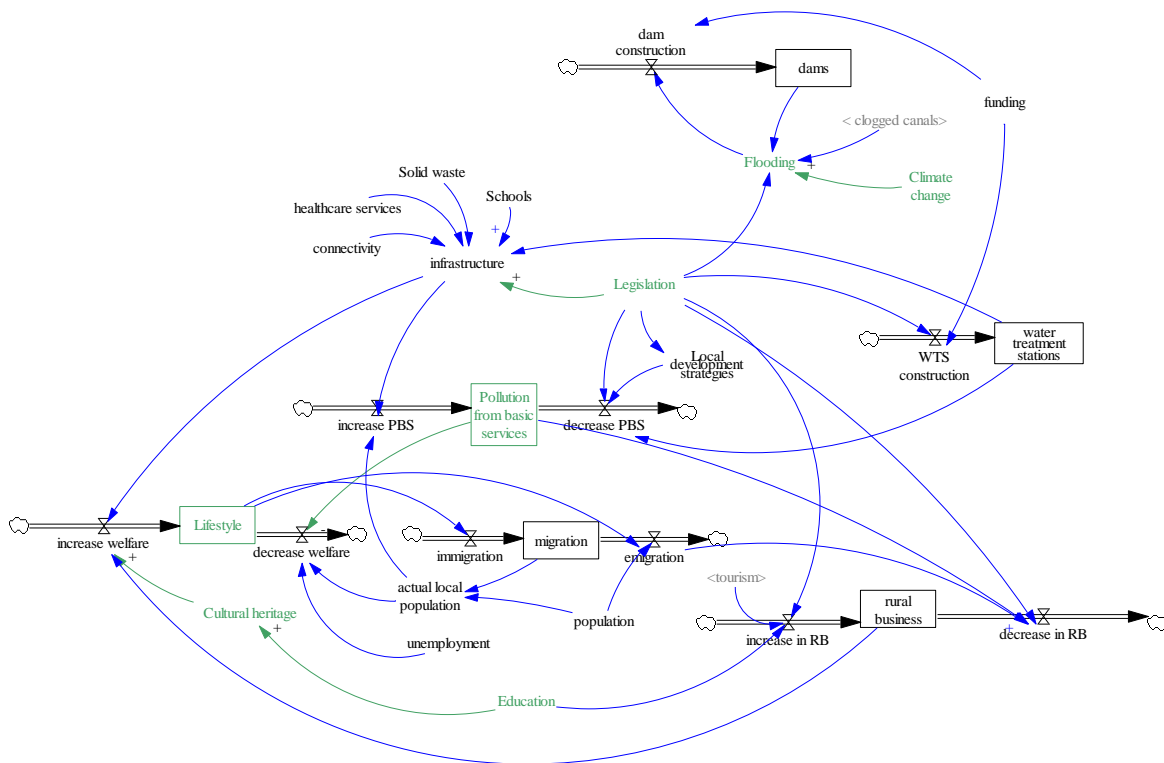 dam
construction
dams
funding
< clogged canals>
Flooding
+
Climate
change
Solid waste
Schools
healthcare services
+
connectivity
infrastructure
+
Legislation
water
treatment
stations
WTS
construction
Local
development
strategies
Pollution
from basic
services
increase PBS
decrease PBS
Lifestyle
-
increase welfare
decrease welfare
+
immigration
migration
emigration
<tourism>
actual local
population
Cultural heritage
+
population
rural
business
+
increase in RB
decrease in RB
unemployment
Education